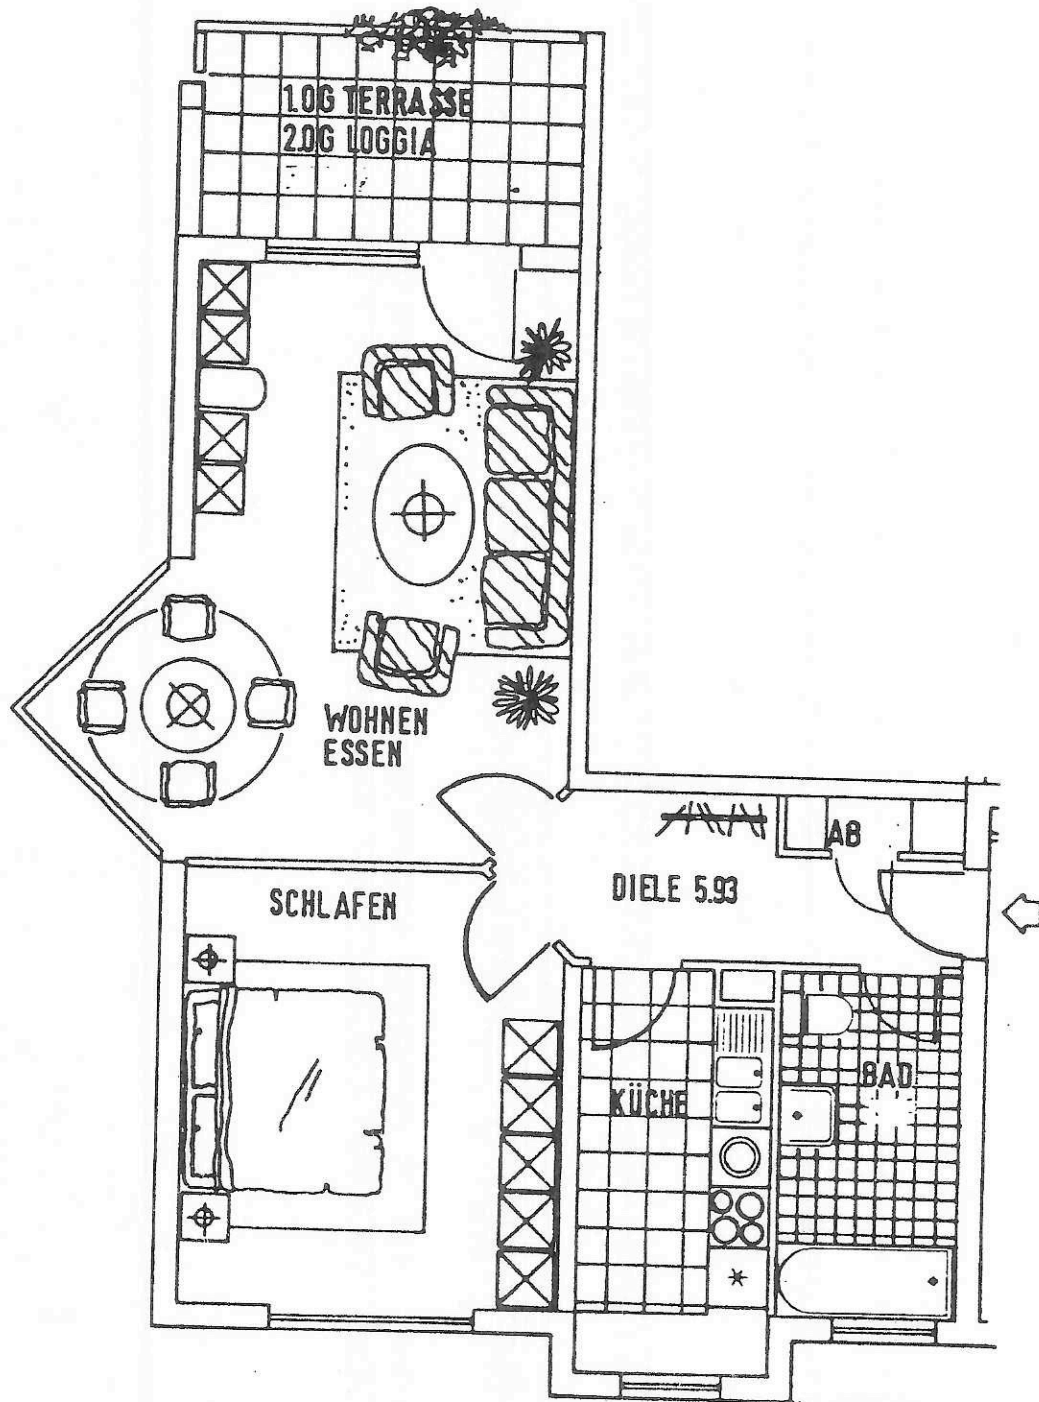 1.OG TERRASSE
2.OG LOGGIA
WOHNEN
ESSEN
AB
DIELE 5.93
SCHLAFEN
KÜCHE
BAD